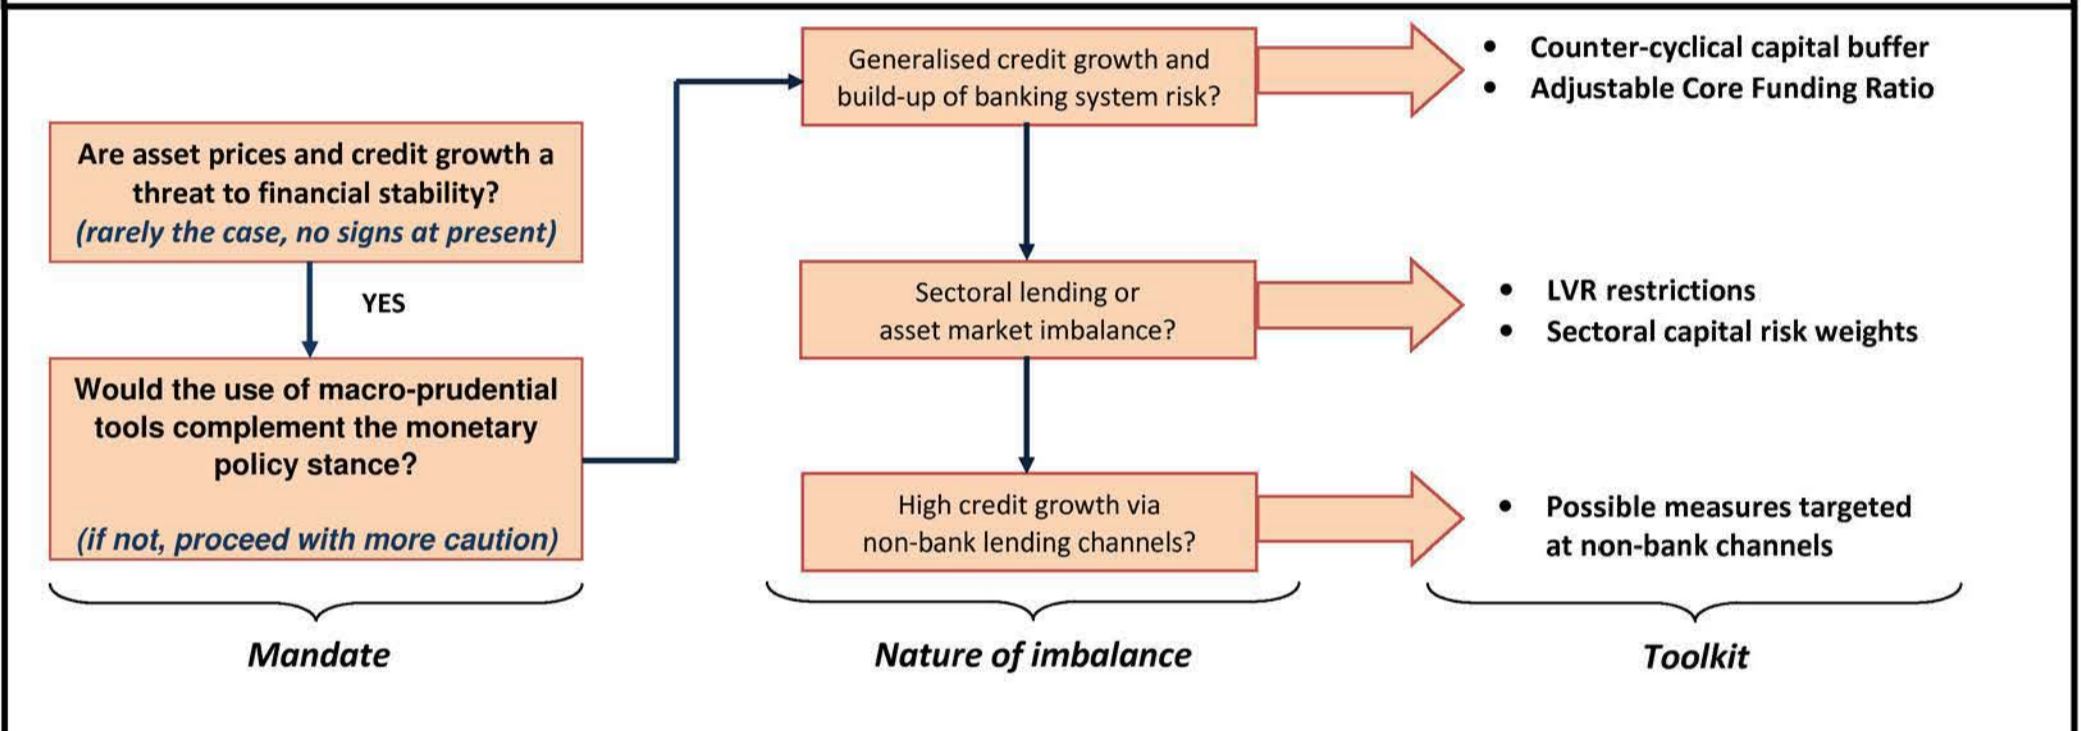 Are asset prices and credit growth a
threat to financial stability?
(rarely the case, no signs at present)
YES
Would the use of macro-prudential
tools complement the monetary
policy stance?
(if not, proceed with more caution)
Mandate
Generalised credit growth and
build-up of banking system risk?
Sectoral lending or
asset market imbalance?
High credit growth via
non-bank lending channels?
Nature of imbalance
• Counter-cyclical capital buffer
• Adjustable Core Funding Ratio
• LVR restrictions
• Sectoral capital risk weights
• Possible measures targeted
at non-bank channels
Toolkit